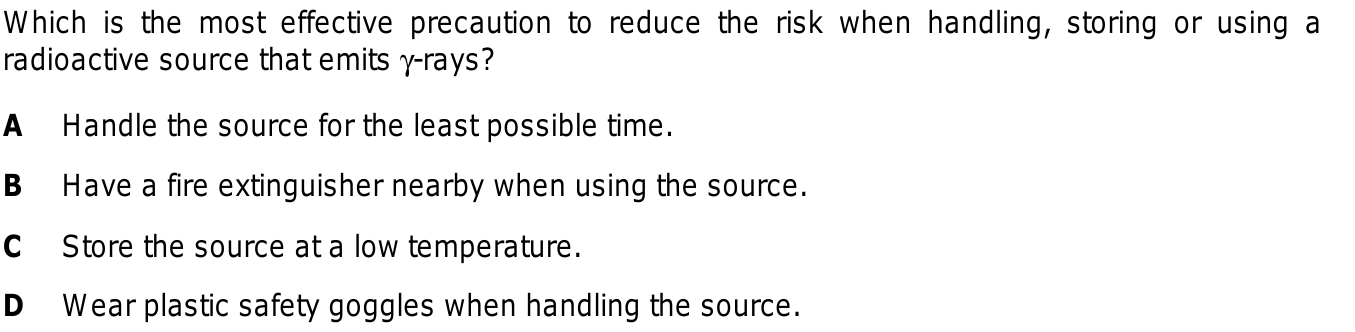 Which is the most effective precaution to reduce the risk when handling, storing or using a
radioactive source that emits γ-rays?
A Handle the source for the least possible time.
B Have a fire extinguisher nearby when using the source.
C Store the source at a low temperature.
D Wear plastic safety goggles when handling the source.